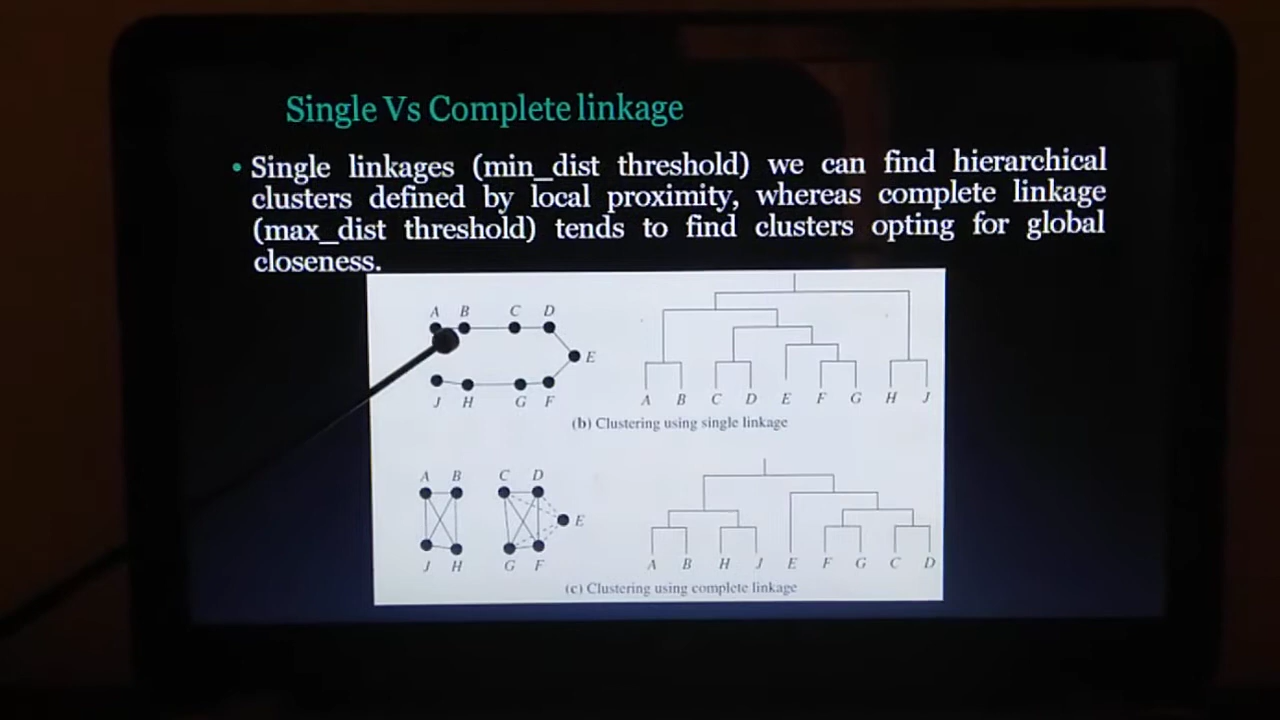 Single Vs Complete linkage
• Single linkages (min_dist threshold) we can find hierarchical
clusters defined by local proximity, whereas complete linkage
(max_dist threshold) tends to find clusters opting for global
closeness.
A B C D
E
J H G F
A B C D E F G H J
(b) Clustering using single linkage
A B C D
E
J H G F
A B H J E F G C D
(c) Clustering using complete linkage